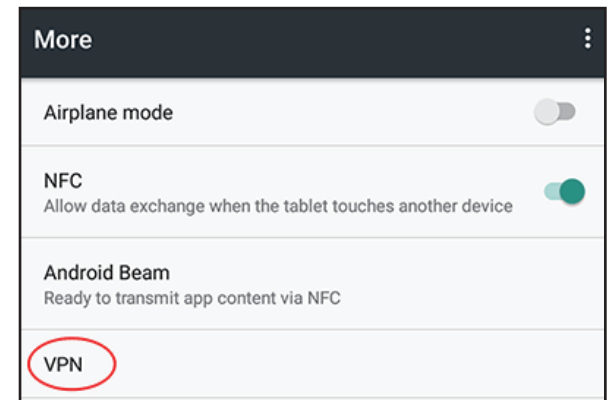 More
Airplane mode
NFC
Allow data exchange when the tablet touches another device
Android Beam
Ready to transmit app content via NFC
VPN